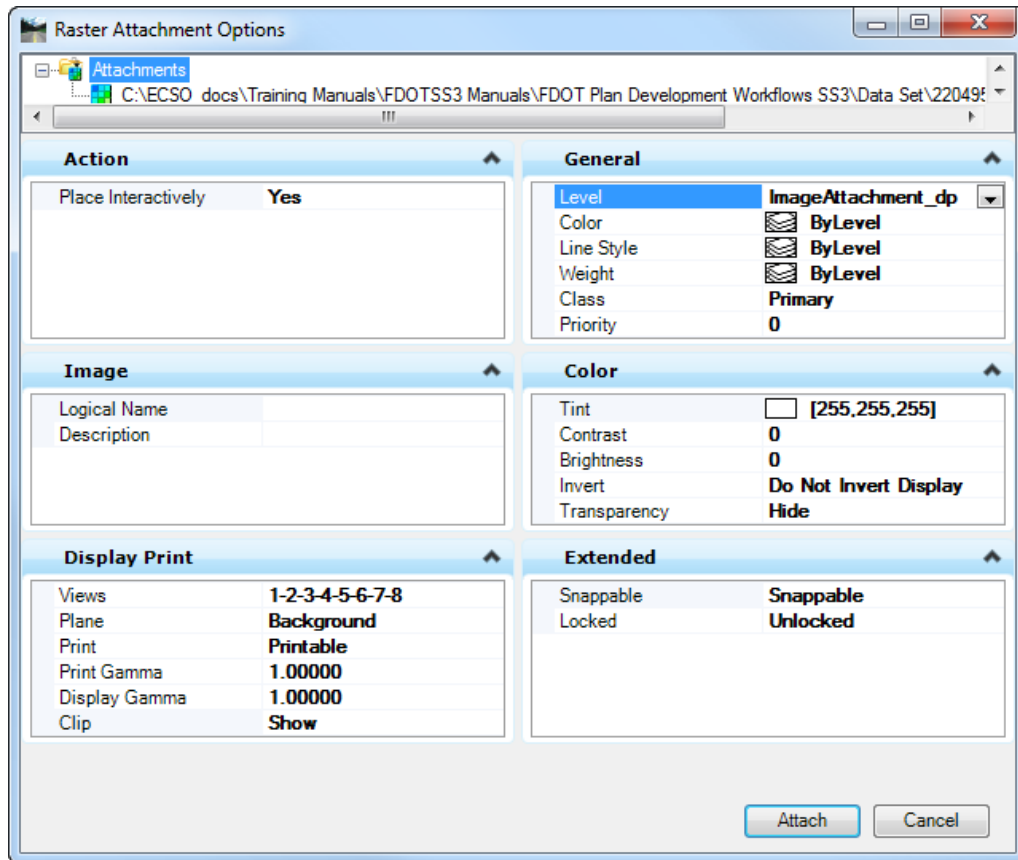 Raster Attachment Options
Attachments
C:\ECSO_docs\Training Manuals\FDOTSS3 Manuals\FDOT Plan Development Workflows SS3\Data Set\220495
Action
Place Interactively Yes
General
Level ImageAttachment_dp
Color ByLevel
Line Style ByLevel
Weight ByLevel
Class Primary
Priority 0
Image
Logical Name
Description
Color
Tint [255,255,255]
Contrast 0
Brightness 0
Invert Do Not Invert Display
Transparency Hide
Display Print
Views 1-2-3-4-5-6-7-8
Plane Background
Print Printable
Print Gamma 1.00000
Display Gamma 1.00000
Clip Show
Extended
Snappable Snappable
Locked Unlocked
Attach Cancel